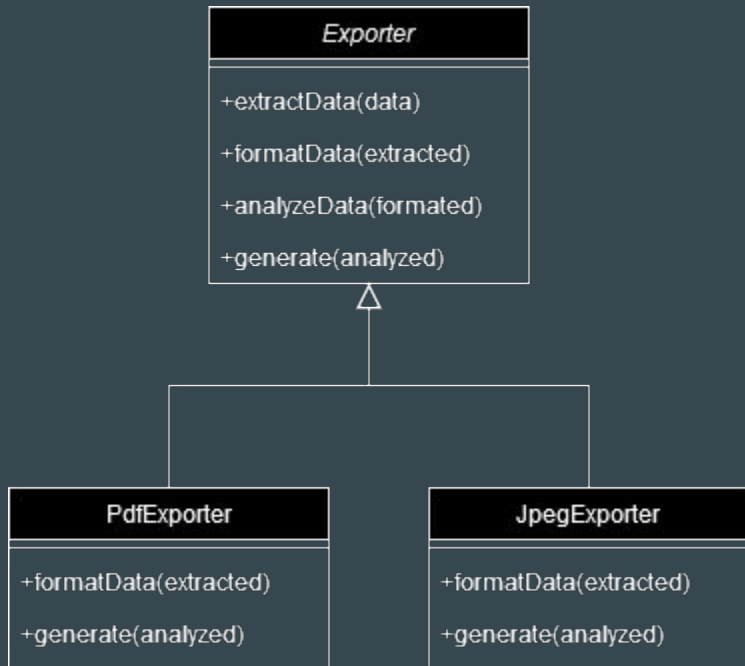 Exporter
+extractData(data)
+formatData(extracted)
+analyzeData(formated)
+generate(analyzed)
PdfExporter
+formatData(extracted)
+generate(analyzed)
JpegExporter
+formatData(extracted)
+generate(analyzed)